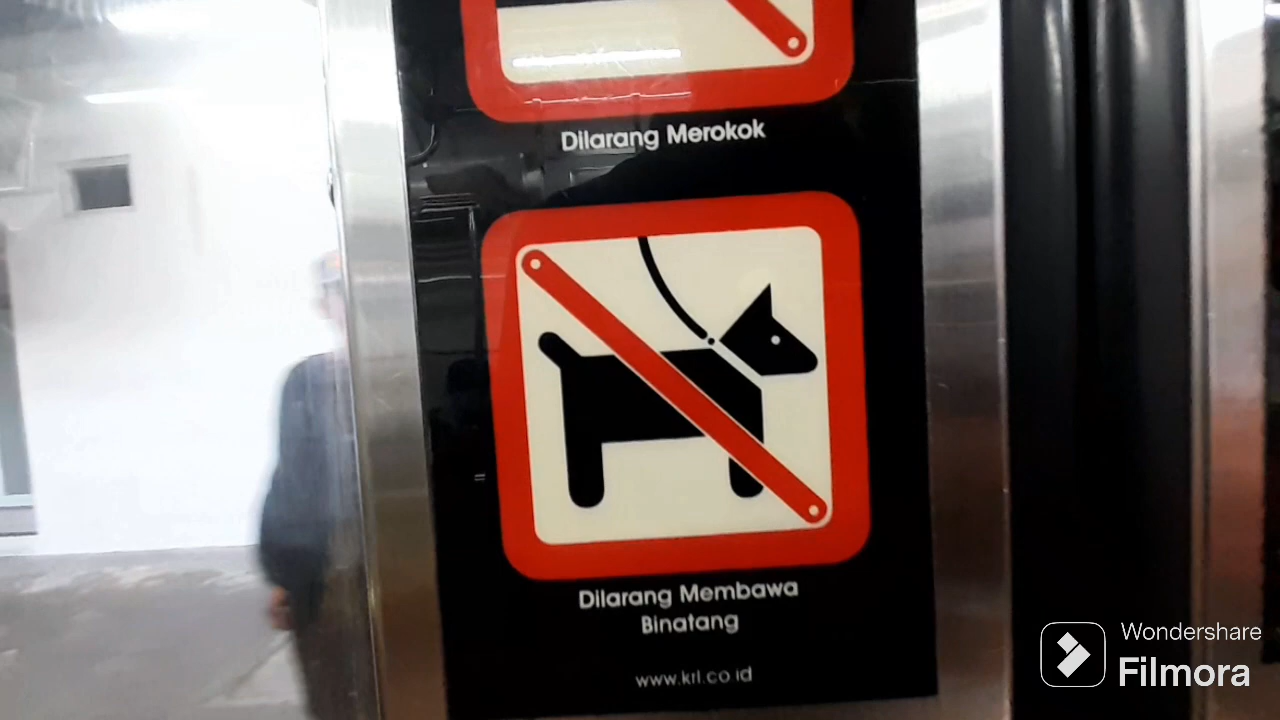 Dilarang Merokok
Dilarang Membawa
Binatang
www.krl.co.id
Wondershare
Filmora